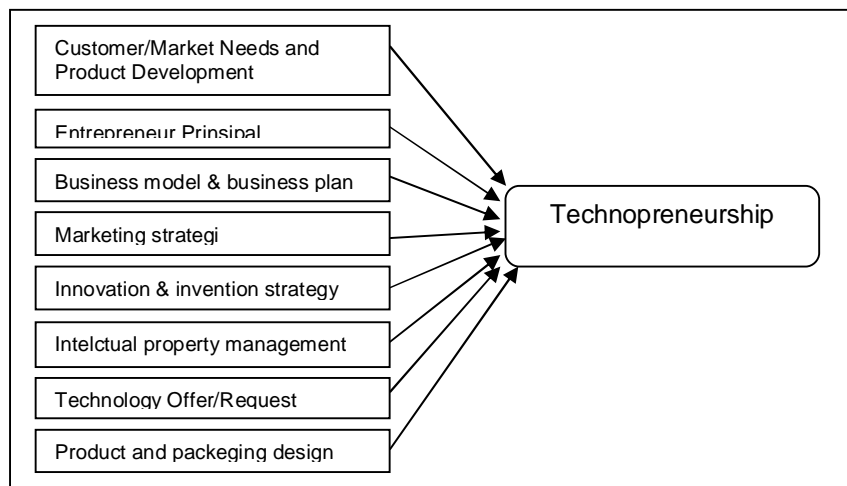 Customer/Market Needs and
Product Development
Entrepreneur Prinsipal
Business model & business plan
Marketing strategi
Innovation & invention strategy
Intelctual property management
Technology Offer/Request
Product and packeging design
Technopreneurship